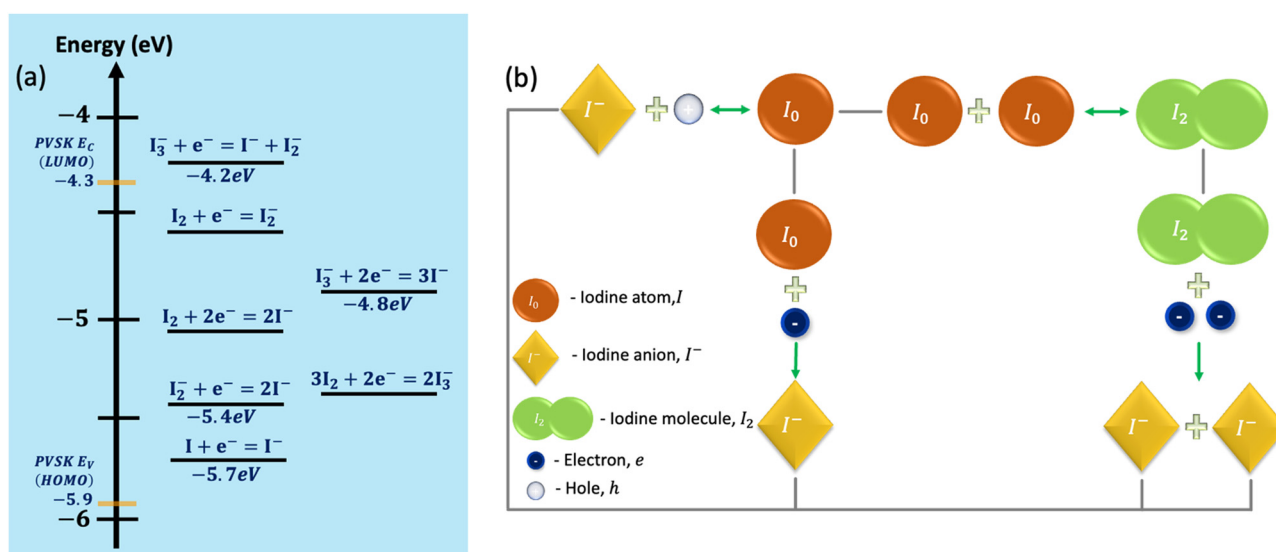 Energy (eV)
(a)
−4
PVSK E_C
(LUMO)
−4.3
I₃⁻ + e⁻ = I⁻ + I₂⁻
−4.2eV
I₂ + e⁻ = I₂⁻
I₃⁻ + 2e⁻ = 3I⁻
−4.8eV
−5
I₂ + 2e⁻ = 2I⁻
I₂⁻ + e⁻ = 2I⁻
−5.4eV
3I₂ + 2e⁻ = 2I₃⁻
I + e⁻ = I⁻
−5.7eV
PVSK E_V
(HOMO)
−5.9
−6
(b)
I⁻ + + I₀ I₀ + I₀ I₂
I₀ I₂
+ +
- - -
I⁻ I⁻ + I⁻
I₀ - Iodine atom, I
I⁻ - Iodine anion, I⁻
I₂ - Iodine molecule, I₂
- - Electron, e
+ - Hole, h